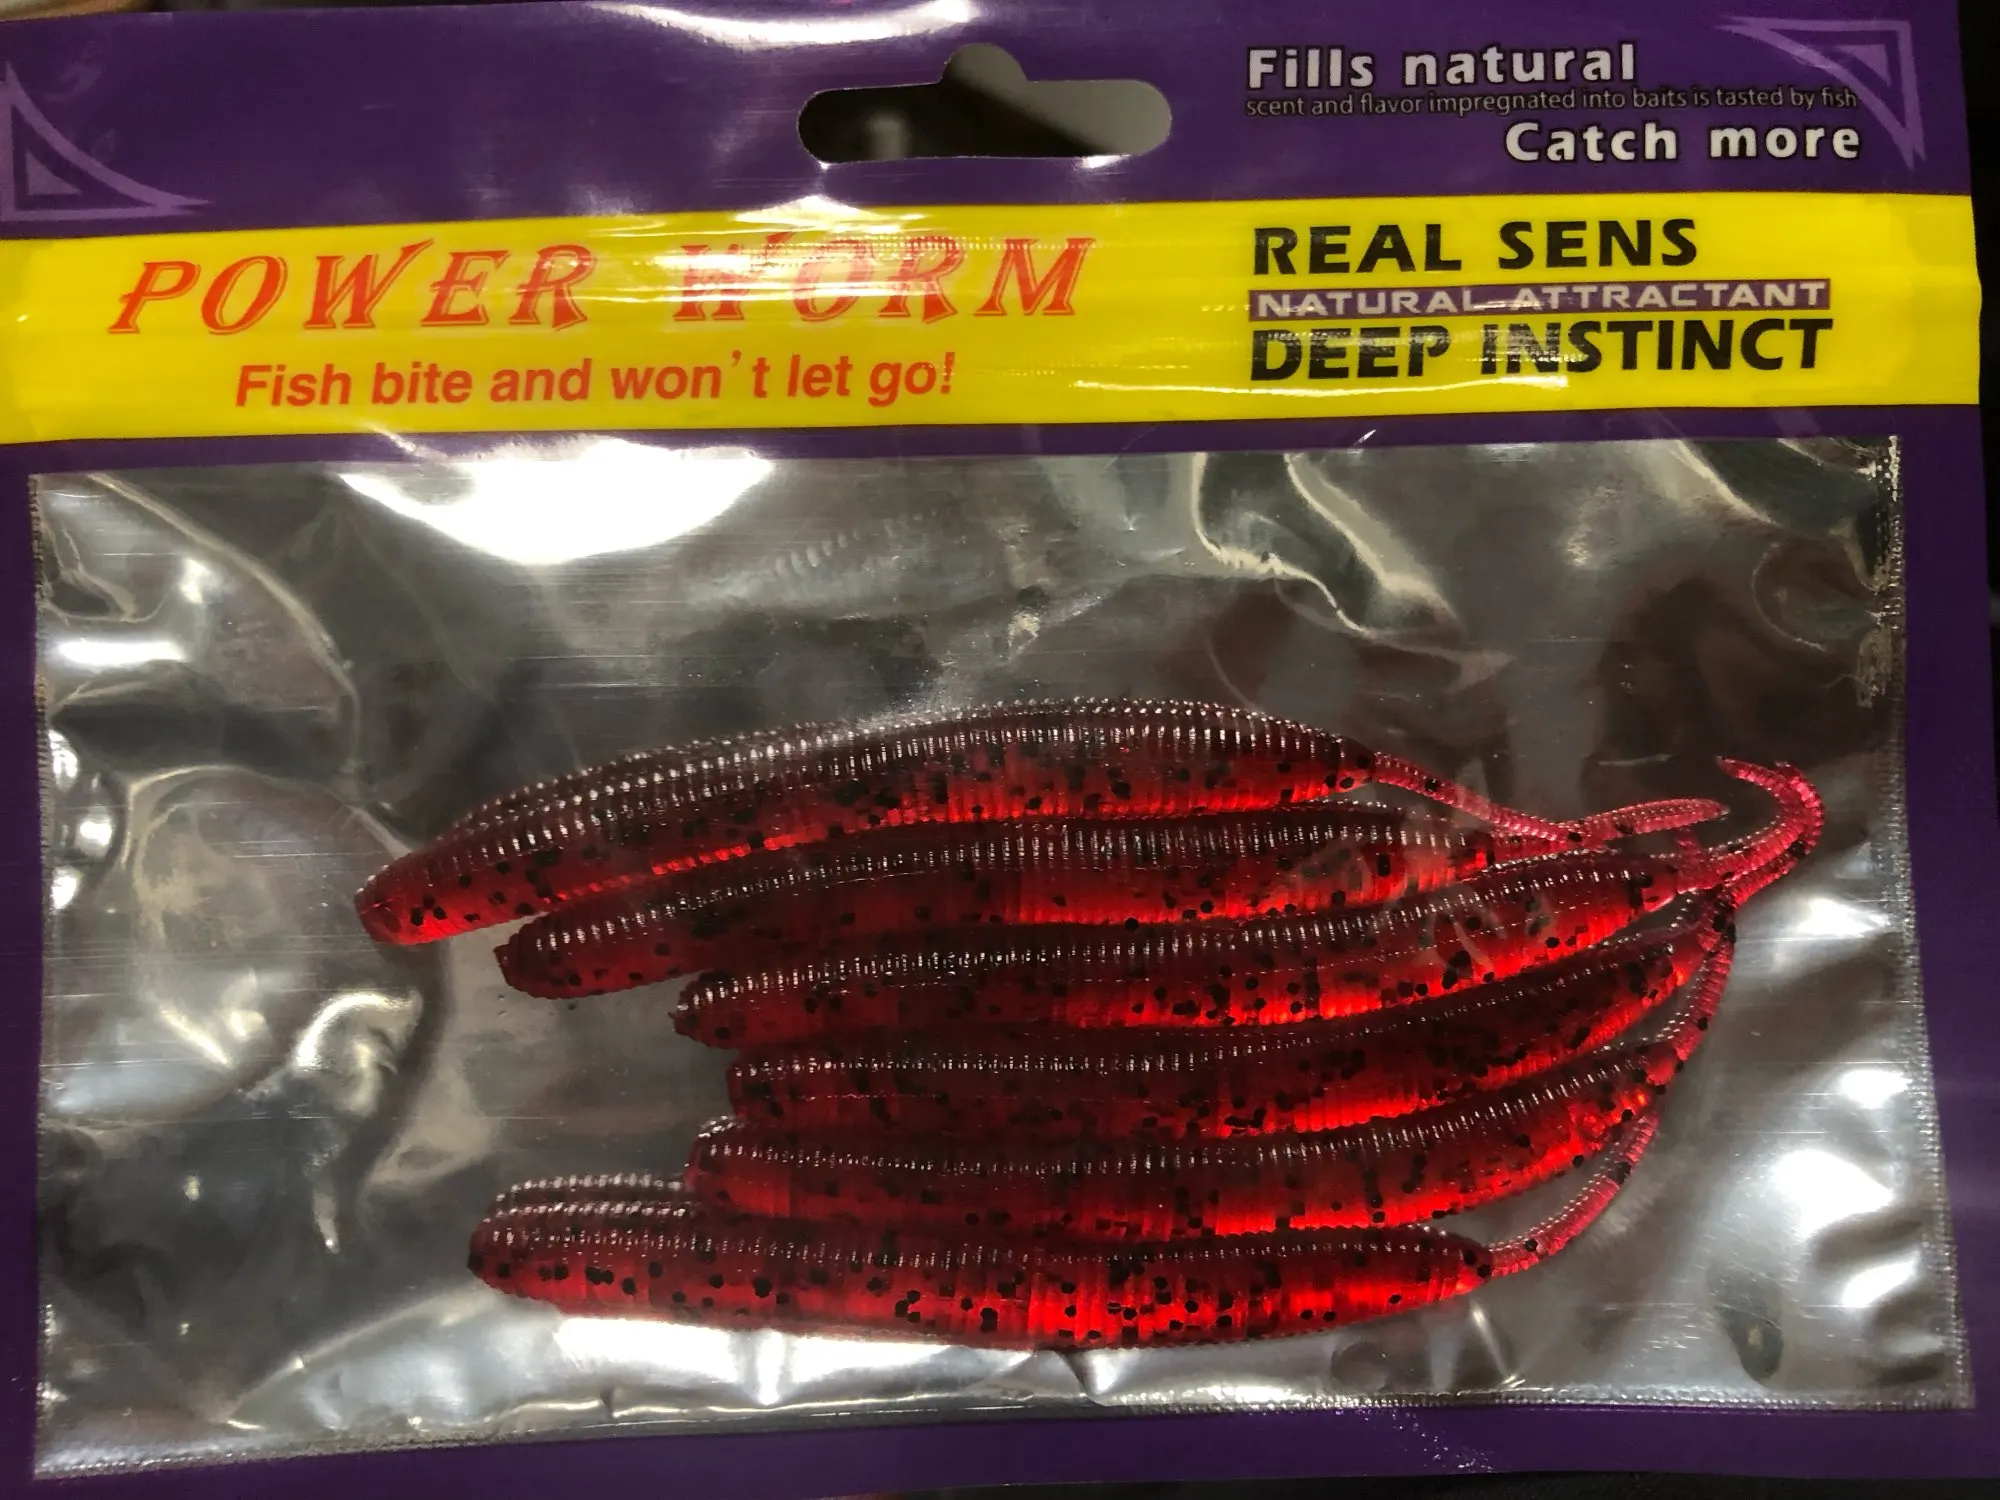 Fills natural
scent and flavor impregnated into baits is tasted by fish
Catch more
POWER WORM
Fish bite and won't let go!
REAL SENS
NATURAL ATTRACTANT
DEEP INSTINCT